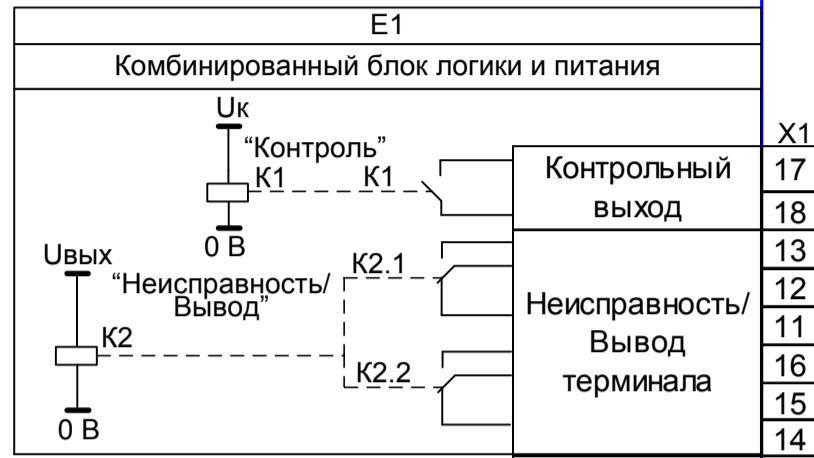 E1
Комбинированный блок логики и питания
Uк
“Контроль”
К1
К1
0 В
Uвых
“Неисправность/
Вывод”
К2
К2.1
К2.2
0 В
X1
Контрольный
выход
17
18
Неисправность/
Вывод
терминала
13
12
11
16
15
14